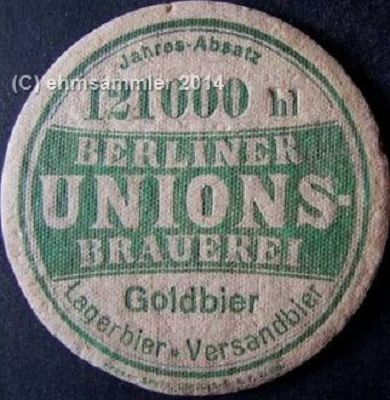 Jahres-Absatz
(C) ehmsammler 2014
121000 hl
BERLINER
UNIONS-
BRAUEREI
Goldbier
Lagerbier · Versandbier